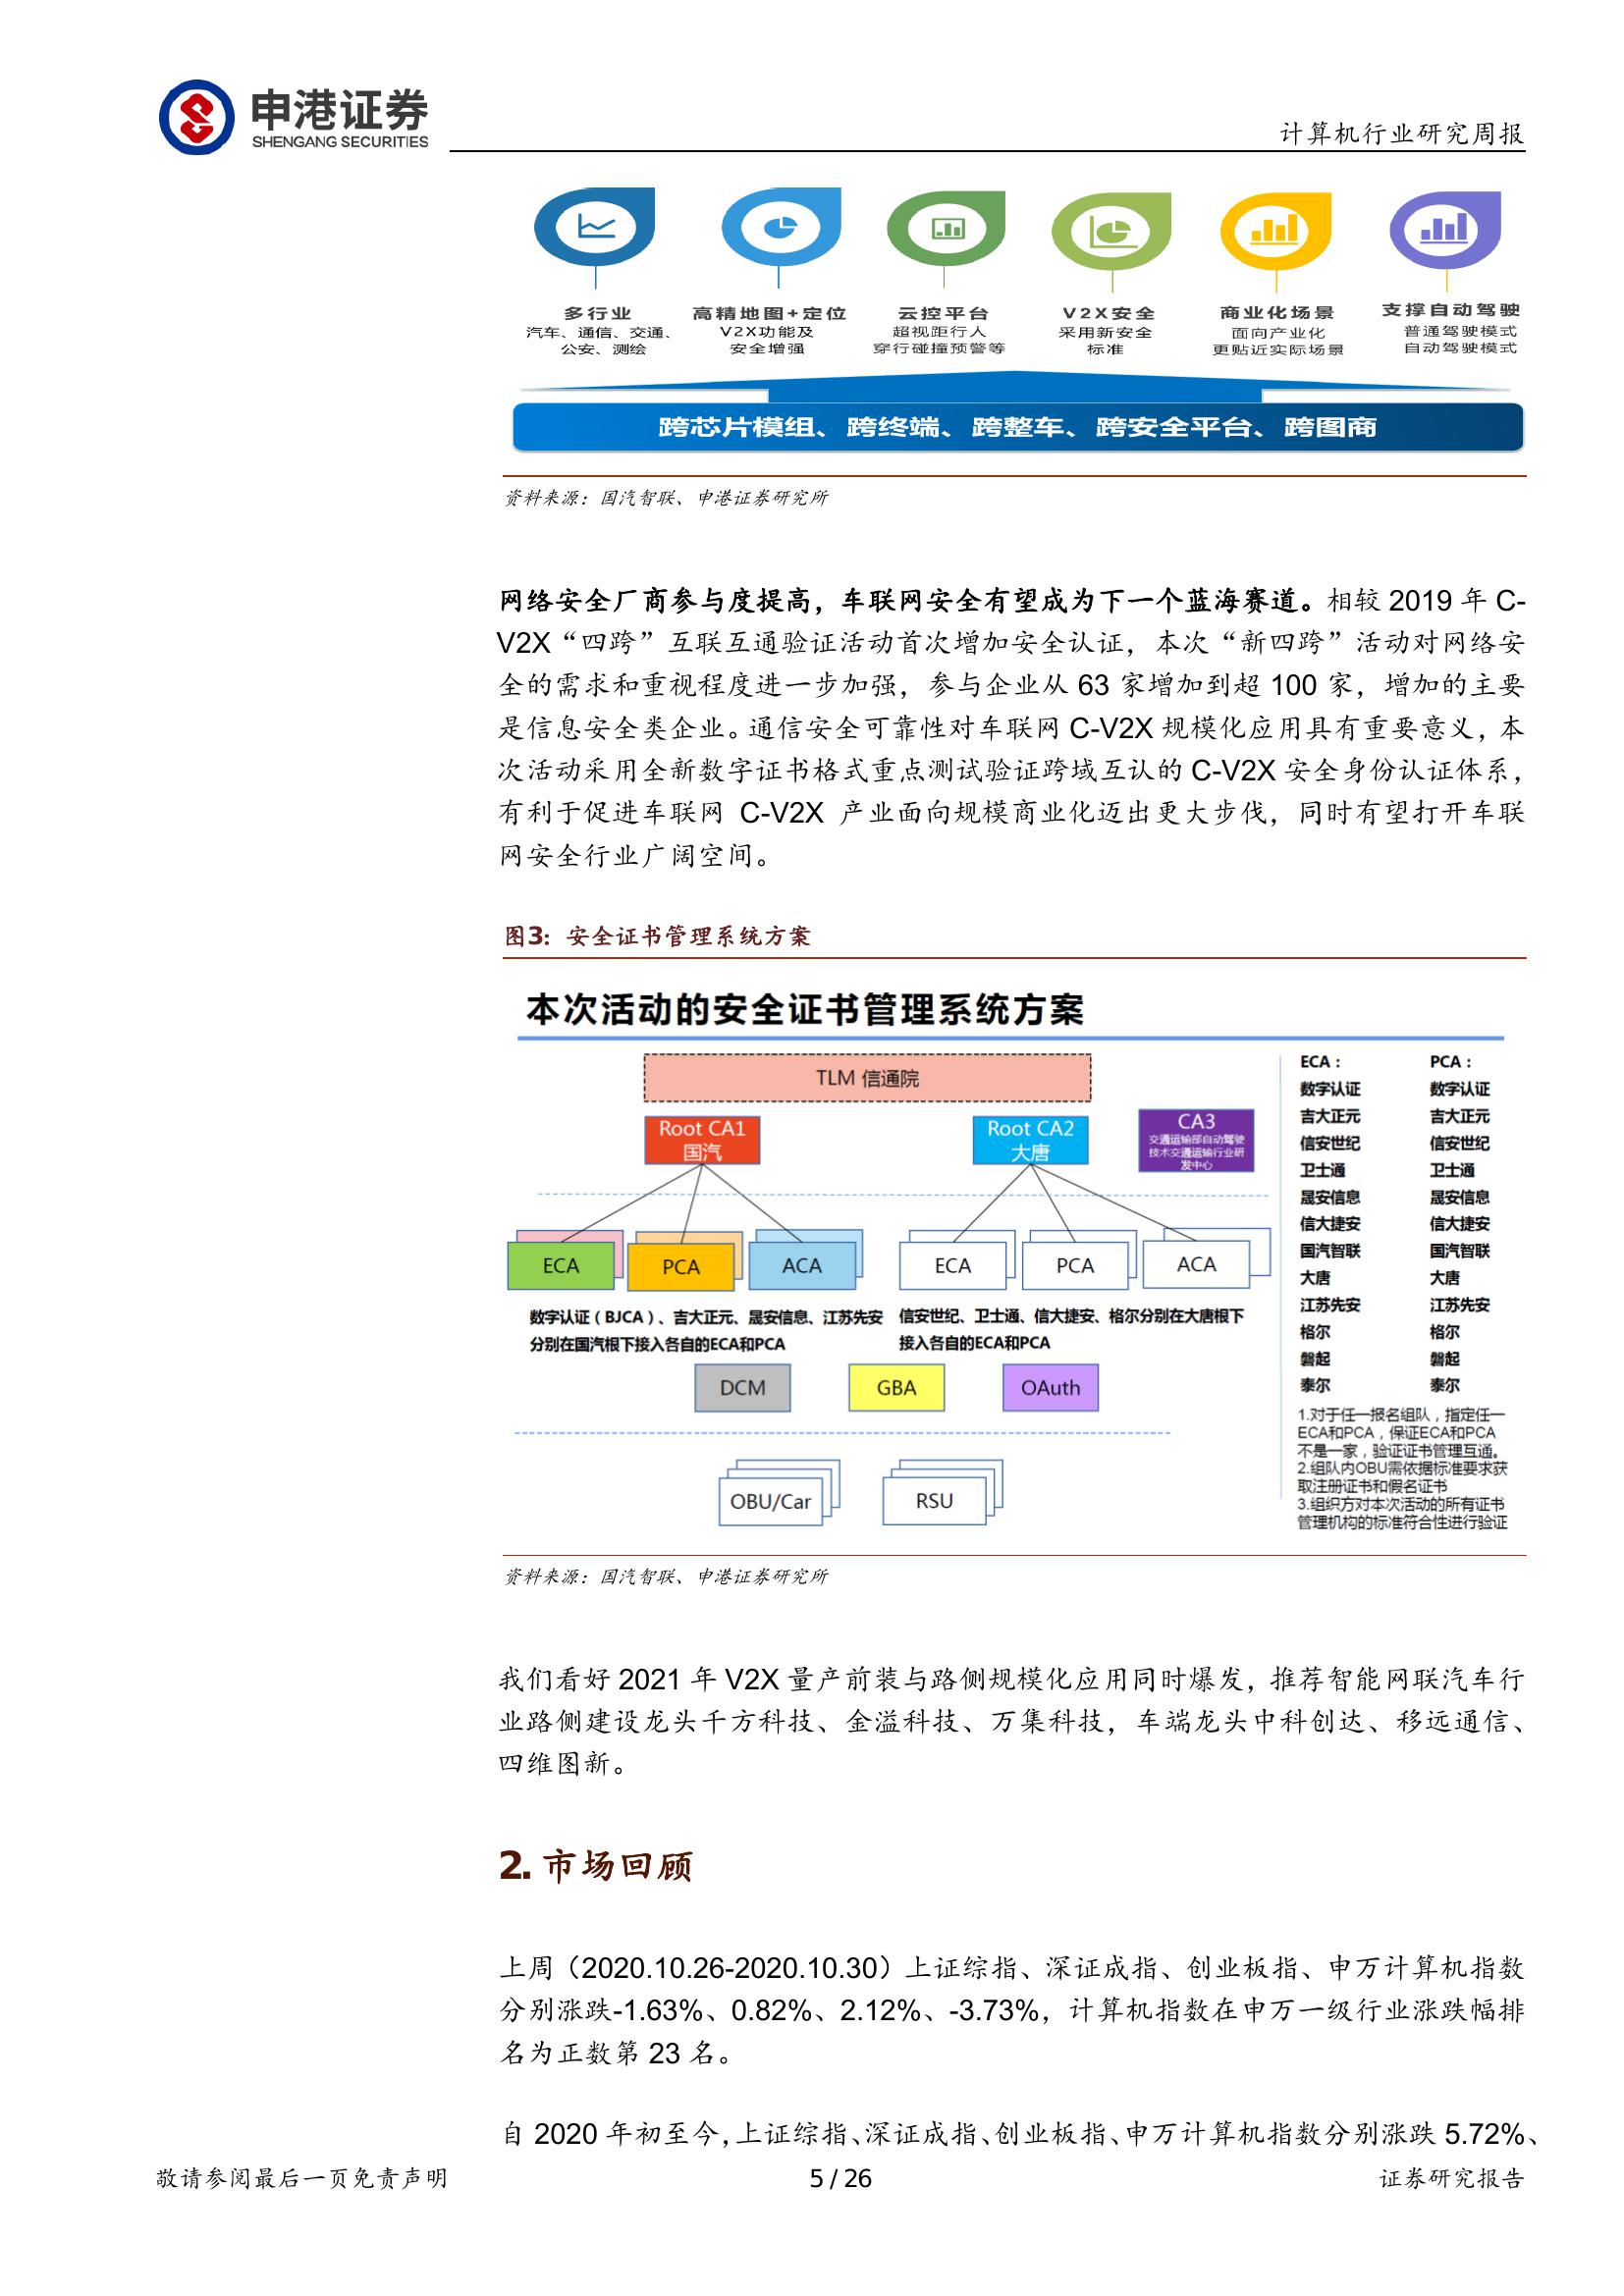 申港证券
SHENGANG SECURITIES
计算机行业研究周报
多行业
汽车、通信、交通、
公安、测绘
高精地图+定位
V2X功能及
安全增强
云控平台
超视距行人
穿行碰撞预警等
V2X安全
采用新安全
标准
商业化场景
面向产业化
更贴近实际场景
支撑自动驾驶
普通驾驶模式
自动驾驶模式
跨芯片模组、跨终端、跨整车、跨安全平台、跨图商
资料来源：国汽智联、申港证券研究所
网络安全厂商参与度提高，车联网安全有望成为下一个蓝海赛道。相较 2019 年 C-
V2X“四跨”互联互通验证活动首次增加安全认证，本次“新四跨”活动对网络安
全的需求和重视程度进一步加强，参与企业从 63 家增加到超 100 家，增加的主要
是信息安全类企业。通信安全可靠性对车联网 C-V2X 规模化应用具有重要意义，本
次活动采用全新数字证书格式重点测试验证跨域互认的 C-V2X 安全身份认证体系，
有利于促进车联网 C-V2X 产业面向规模商业化迈出更大步伐，同时有望打开车联
网安全行业广阔空间。
图3：安全证书管理系统方案
本次活动的安全证书管理系统方案
TLM 信通院
Root CA1
国汽
Root CA2
大唐
CA3
交通运输部自动驾驶
技术交通运输行业研
发中心
ECA
PCA
ACA
ECA
PCA
ACA
数字认证（BJCA）、吉大正元、晟安信息、江苏先安
分别在国汽根下接入各自的ECA和PCA
信安世纪、卫士通、信大捷安、格尔分别在大唐根下
接入各自的ECA和PCA
DCM
GBA
OAuth
OBU/Car
RSU
ECA：
数字认证
吉大正元
信安世纪
卫士通
晟安信息
信大捷安
国汽智联
大唐
江苏先安
格尔
磐起
泰尔
PCA：
数字认证
吉大正元
信安世纪
卫士通
晟安信息
信大捷安
国汽智联
大唐
江苏先安
格尔
磐起
泰尔
1.对于任一报名组队，指定任一
ECA和PCA，保证ECA和PCA
不是一家，验证证书管理互通。
2.组队内OBU需依据标准要求获
取注册证书和假名证书
3.组织方对本次活动的所有证书
管理机构的标准符合性进行验证
资料来源：国汽智联、申港证券研究所
我们看好 2021 年 V2X 量产前装与路侧规模化应用同时爆发，推荐智能网联汽车行
业路侧建设龙头千方科技、金溢科技、万集科技，车端龙头中科创达、移远通信、
四维图新。
2. 市场回顾
上周（2020.10.26-2020.10.30）上证综指、深证成指、创业板指、申万计算机指数
分别涨跌-1.63%、0.82%、2.12%、-3.73%，计算机指数在申万一级行业涨跌幅排
名为正数第 23 名。
自 2020 年初至今，上证综指、深证成指、创业板指、申万计算机指数分别涨跌 5.72%、
敬请参阅最后一页免责声明
5 / 26
证券研究报告